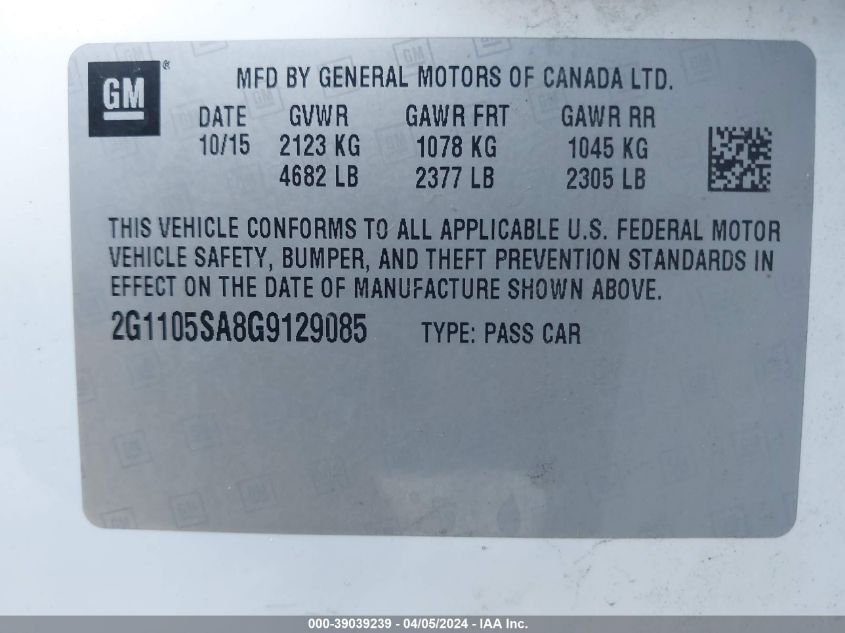 GM®
MFD BY GENERAL MOTORS OF CANADA LTD.
DATE GVWR GAWR FRT GAWR RR
10/15 2123 KG 1078 KG 1045 KG
4682 LB 2377 LB 2305 LB
THIS VEHICLE CONFORMS TO ALL APPLICABLE U.S. FEDERAL MOTOR
VEHICLE SAFETY, BUMPER, AND THEFT PREVENTION STANDARDS IN
EFFECT ON THE DATE OF MANUFACTURE SHOWN ABOVE.
2G1105SA8G9129085 TYPE: PASS CAR
000-39039239 - 04/05/2024 - IAA Inc.